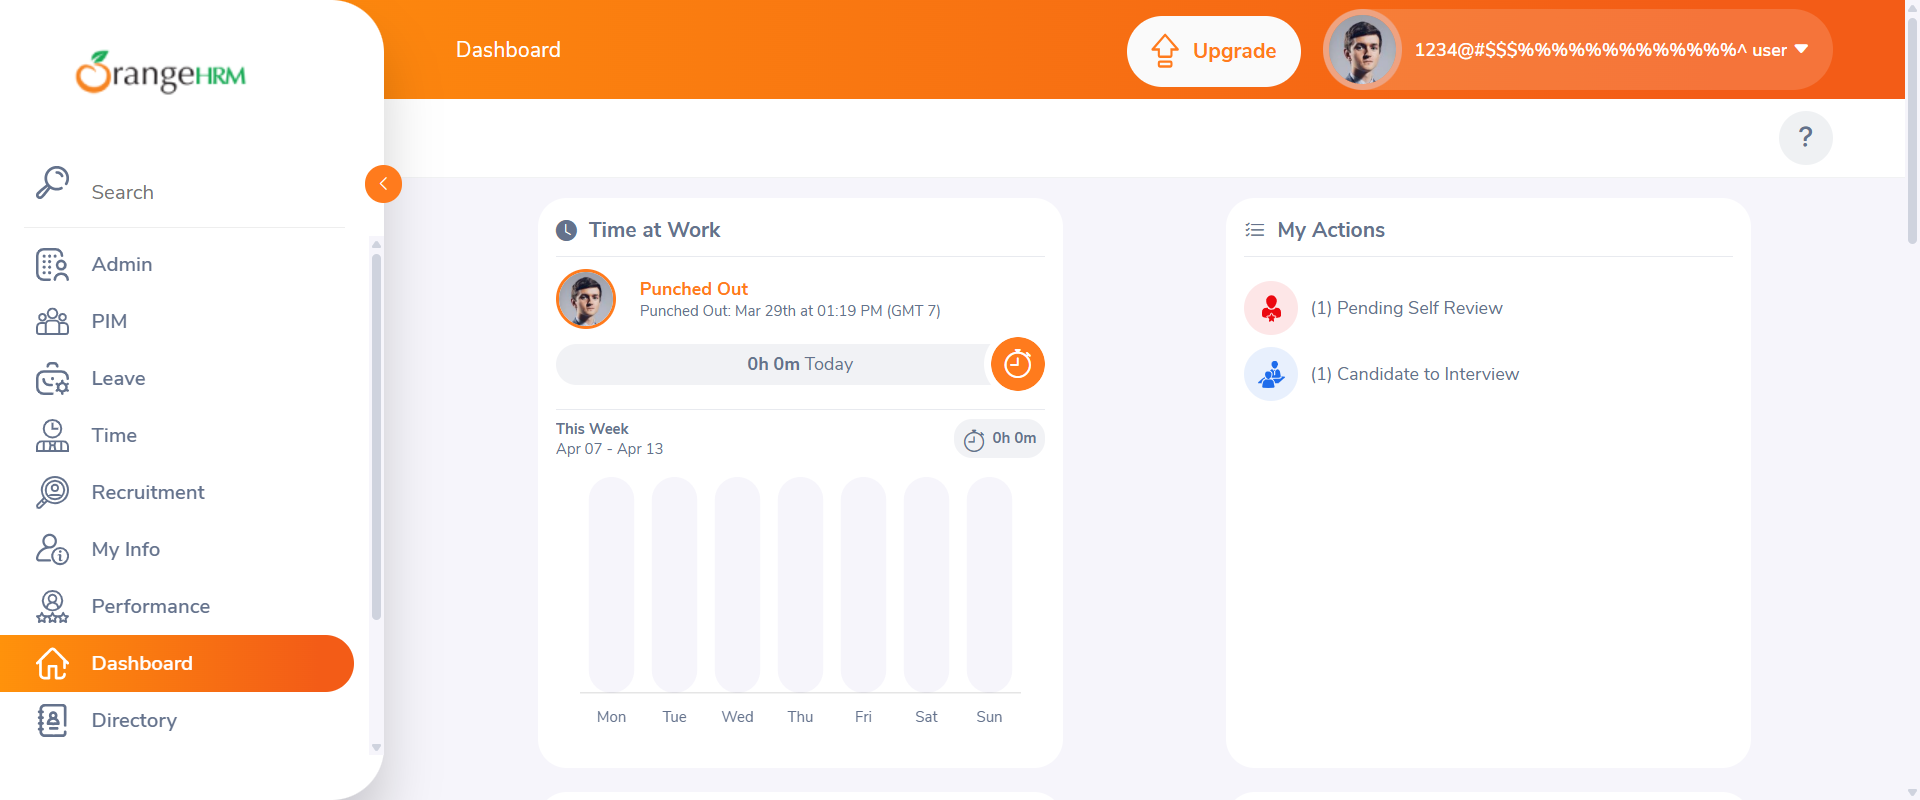 OrangeHRM
Dashboard
Upgrade
1234@#$$$%%%%%%%%%%%%%^ user
?
Search
Admin
PIM
Leave
Time
Recruitment
My Info
Performance
Dashboard
Directory
Time at Work
Punched Out
Punched Out: Mar 29th at 01:19 PM (GMT 7)
0h 0m Today
This Week
Apr 07 - Apr 13
0h 0m
Mon Tue Wed Thu Fri Sat Sun
My Actions
(1) Pending Self Review
(1) Candidate to Interview